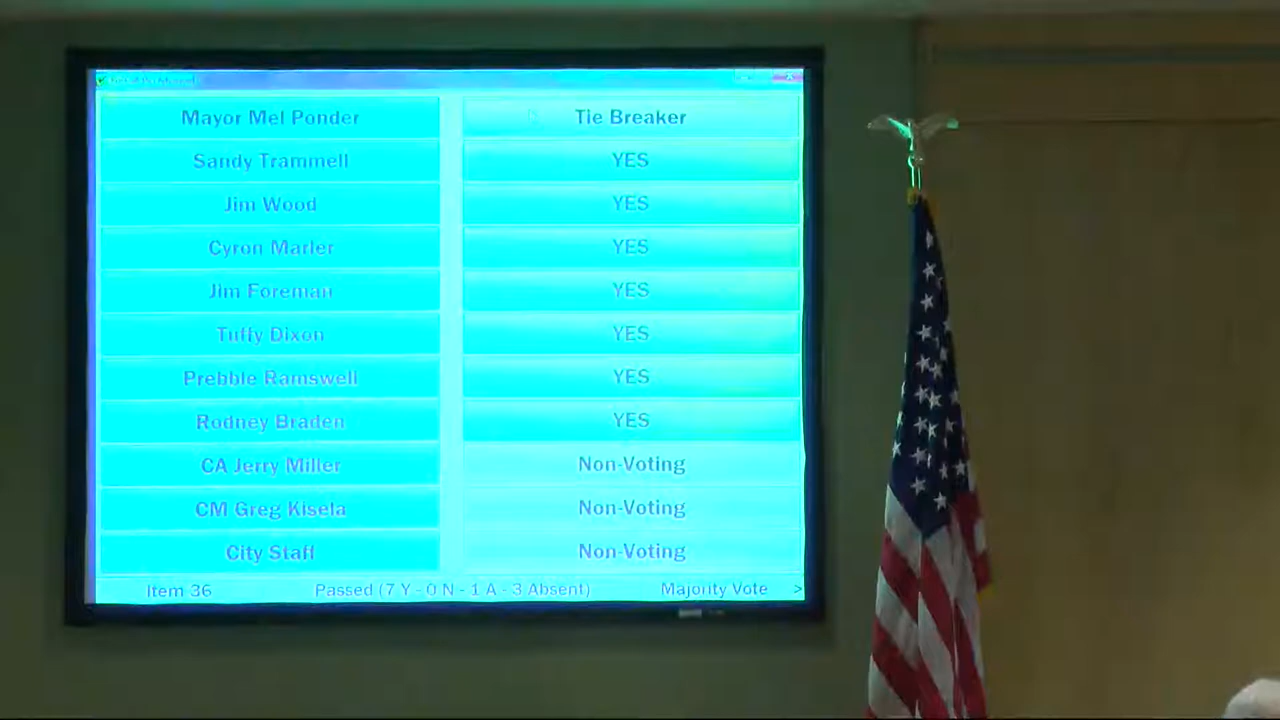 Mayor Mel Ponder Tie Breaker
Sandy Trammell YES
Jim Wood YES
Cyron Marler YES
Jim Foreman YES
Tuffy Dixon YES
Prebble Ramswell YES
Rodney Braden YES
CA Jerry Miller Non-Voting
CM Greg Kisela Non-Voting
City Staff Non-Voting
Item 36 Passed (7 Y - 0 N - 1 A - 3 Absent) Majority Vote >